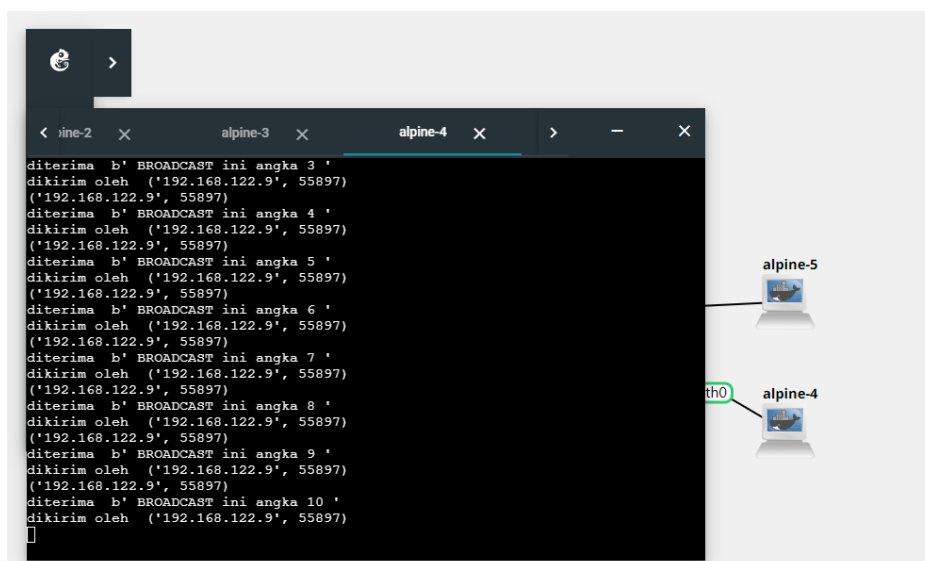 pine-2 alpine-3 alpine-4
diterima  b' BROADCAST ini angka 3 '
dikirim oleh  ('192.168.122.9', 55897)
('192.168.122.9', 55897)
diterima  b' BROADCAST ini angka 4 '
dikirim oleh  ('192.168.122.9', 55897)
('192.168.122.9', 55897)
diterima  b' BROADCAST ini angka 5 '
dikirim oleh  ('192.168.122.9', 55897)
('192.168.122.9', 55897)
diterima  b' BROADCAST ini angka 6 '
dikirim oleh  ('192.168.122.9', 55897)
('192.168.122.9', 55897)
diterima  b' BROADCAST ini angka 7 '
dikirim oleh  ('192.168.122.9', 55897)
('192.168.122.9', 55897)
diterima  b' BROADCAST ini angka 8 '
dikirim oleh  ('192.168.122.9', 55897)
('192.168.122.9', 55897)
diterima  b' BROADCAST ini angka 9 '
dikirim oleh  ('192.168.122.9', 55897)
('192.168.122.9', 55897)
diterima  b' BROADCAST ini angka 10 '
dikirim oleh  ('192.168.122.9', 55897)
alpine-5
th0
alpine-4